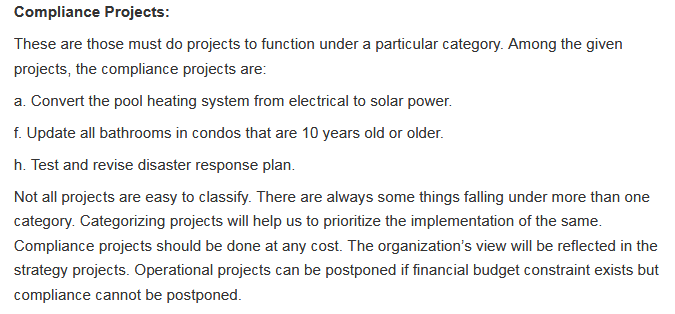 Compliance Projects:
These are those must do projects to function under a particular category. Among the given
projects, the compliance projects are:
a. Convert the pool heating system from electrical to solar power.
f. Update all bathrooms in condos that are 10 years old or older.
h. Test and revise disaster response plan.
Not all projects are easy to classify. There are always some things falling under more than one
category. Categorizing projects will help us to prioritize the implementation of the same.
Compliance projects should be done at any cost. The organization’s view will be reflected in the
strategy projects. Operational projects can be postponed if financial budget constraint exists but
compliance cannot be postponed.